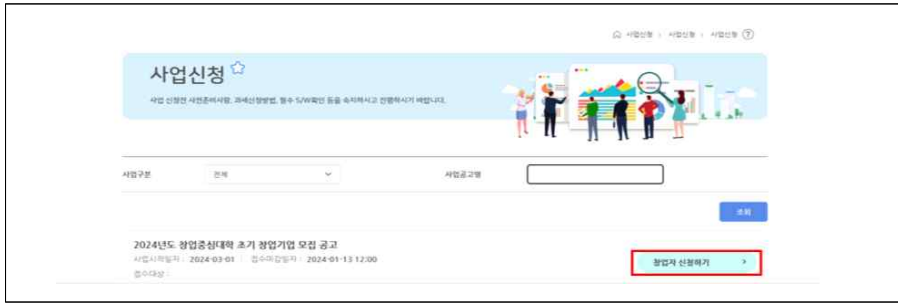 사업신청 > 사업신청 > 사업신청 ?
사업신청
사업 신청전 사전준비사항, 과제신청방법, 필수 S/W확인 등을 숙지하시고 진행하시기 바랍니다.
사업구분 전체 사업공고명
조회
2024년도 창업중심대학 초기 창업기업 모집 공고
사업시작일자 : 2024-03-01 접수마감일자 : 2024-01-13 12:00
창업자 신청하기 >
접수대상 :